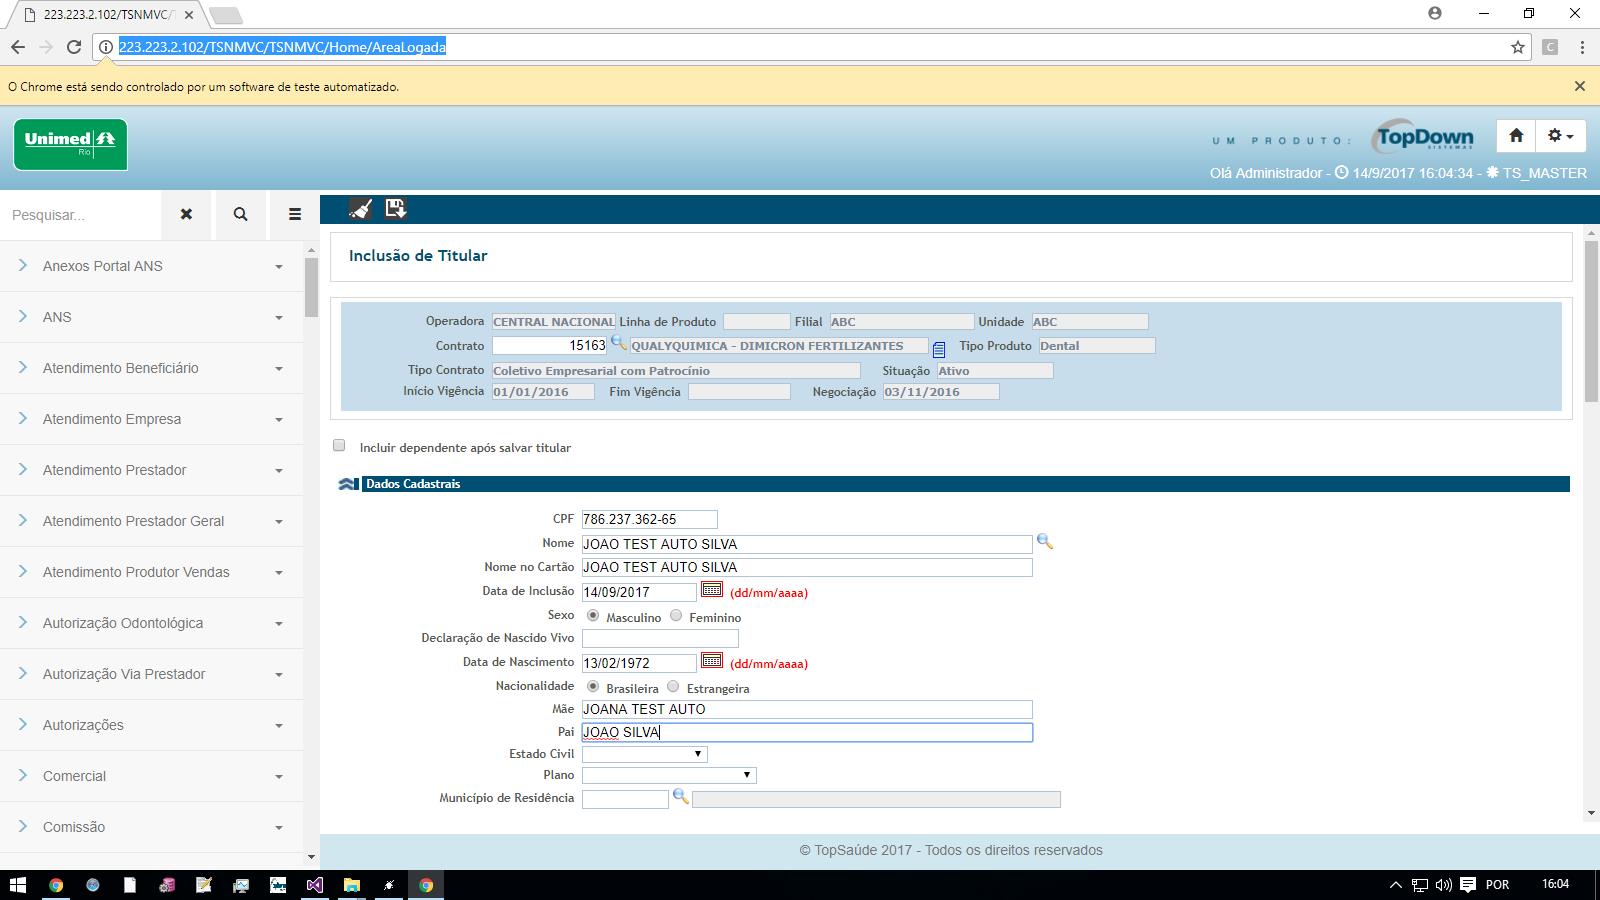 223.223.2.102/TSNMVC/T
223.223.2.102/TSNMVC/TSNMVC/Home/AreaLogada
C
O Chrome está sendo controlado por um software de teste automatizado.
Unimed
Rio
UM PRODUTO: TopDown
SISTEMAS
Olá Administrador - 14/9/2017 16:04:34 - TS_MASTER
Pesquisar...
Anexos Portal ANS
ANS
Atendimento Beneficiário
Atendimento Empresa
Atendimento Prestador
Atendimento Prestador Geral
Atendimento Produtor Vendas
Autorização Odontológica
Autorização Via Prestador
Autorizações
Comercial
Comissão
Inclusão de Titular
Operadora CENTRAL NACIONAL Linha de Produto Filial ABC Unidade ABC
Contrato 15163 QUALYQUIMICA - DIMICRON FERTILIZANTES Tipo Produto Dental
Tipo Contrato Coletivo Empresarial com Patrocínio Situação Ativo
Início Vigência 01/01/2016 Fim Vigência Negociação 03/11/2016
Incluir dependente após salvar titular
Dados Cadastrais
CPF 786.237.362-65
Nome JOAO TEST AUTO SILVA
Nome no Cartão JOAO TEST AUTO SILVA
Data de Inclusão 14/09/2017 (dd/mm/aaaa)
Sexo Masculino Feminino
Declaração de Nascido Vivo
Data de Nascimento 13/02/1972 (dd/mm/aaaa)
Nacionalidade Brasileira Estrangeira
Mãe JOANA TEST AUTO
Pai JOAO SILVA
Estado Civil
Plano
Município de Residência
© TopSaúde 2017 - Todos os direitos reservados
POR 16:04